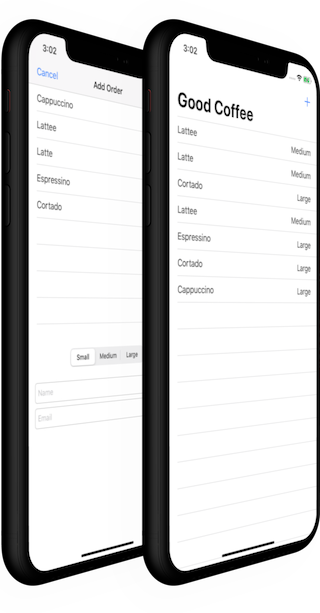 3:02
Cancel
Add Order
Cappuccino
Lattee
Latte
Espressino
Cortado
Small Medium Large
Name
Email
3:02
+
Good Coffee
Lattee
Medium
Latte
Medium
Cortado
Large
Lattee
Medium
Espressino
Large
Cortado
Large
Cappuccino
Large